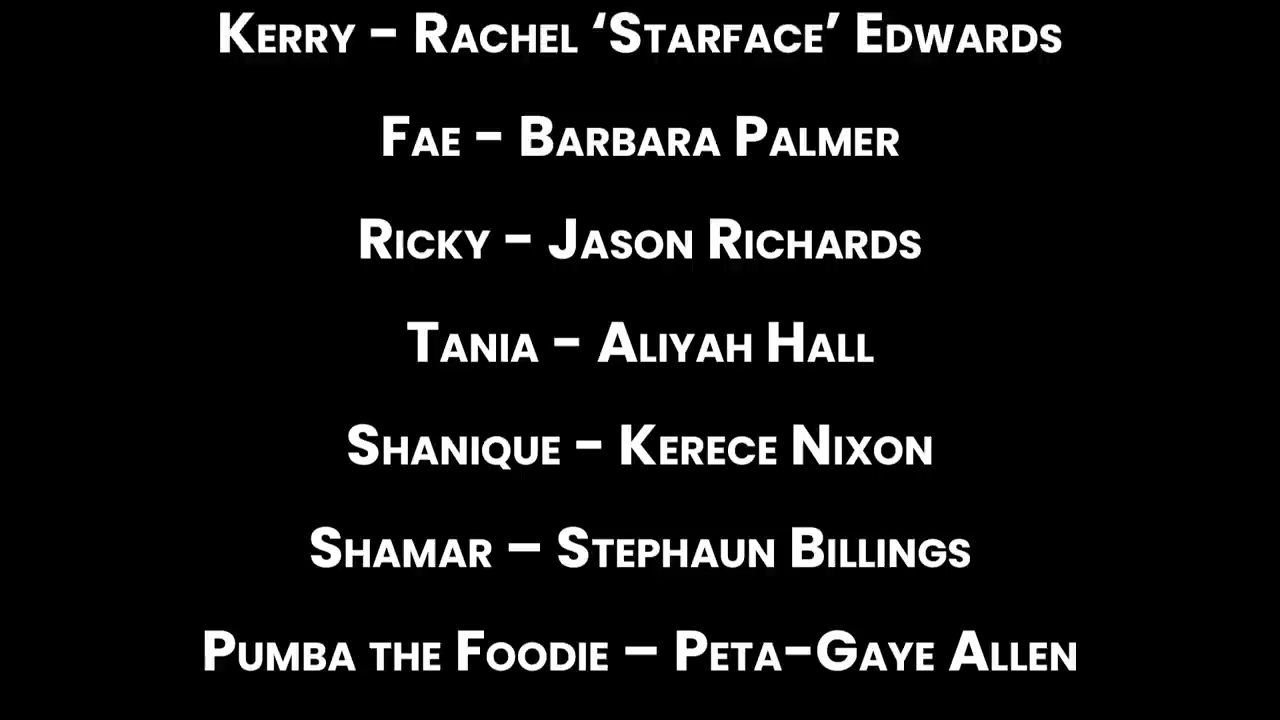 Kerry - Rachel ‘Starface’ Edwards
Fae - Barbara Palmer
Ricky - Jason Richards
Tania - Aliyah Hall
Shanique - Kerece Nixon
Shamar – Stephaun Billings
Pumba the Foodie – Peta-Gaye Allen